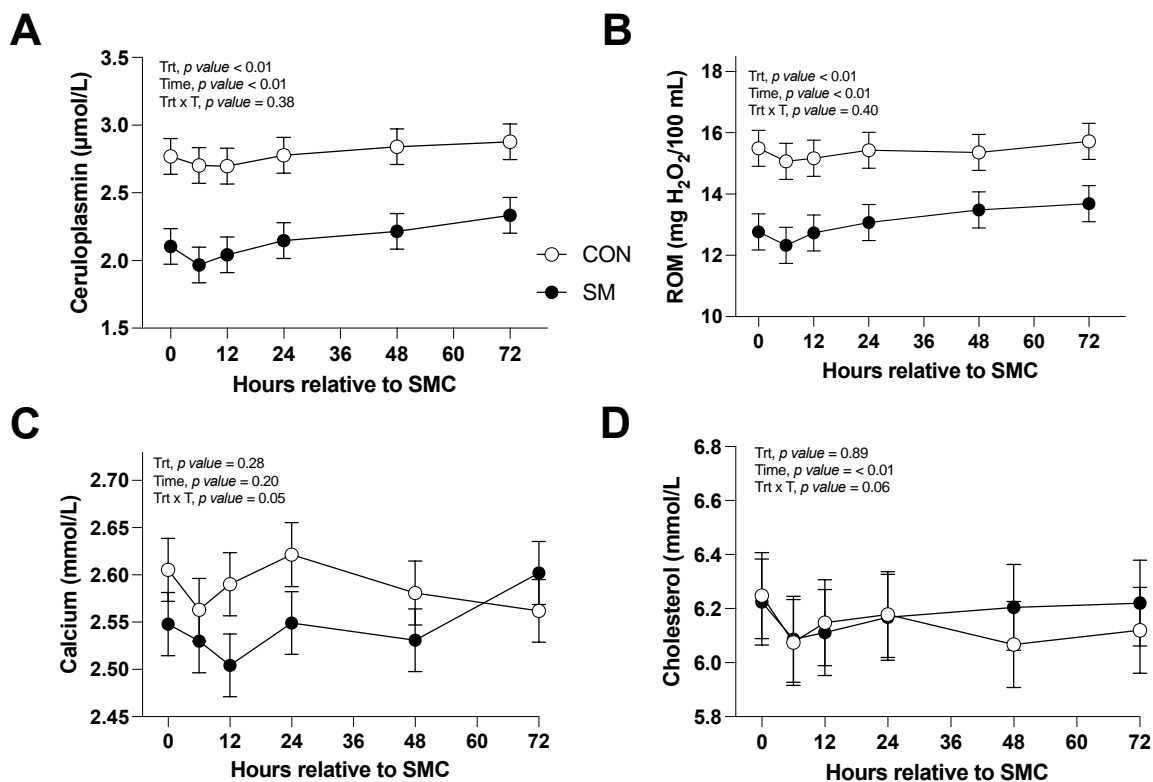 A
Ceruloplasmin (µmol/L)
3.5
3.0
2.5
2.0
1.5
Trt, p value < 0.01
Time, p value < 0.01
Trt x T, p value = 0.38
0 12 24 36 48 60 72
Hours relative to SMC
CON
SM
B
ROM (mg H₂O₂/100 mL)
18
16
14
12
10
Trt, p value < 0.01
Time, p value < 0.01
Trt x T, p value = 0.40
0 12 24 36 48 60 72
Hours relative to SMC
C
Calcium (mmol/L)
2.70
2.65
2.60
2.55
2.50
2.45
Trt, p value = 0.28
Time, p value = 0.20
Trt x T, p value = 0.05
0 12 24 36 48 60 72
Hours relative to SMC
D
Cholesterol (mmol/L
6.8
6.6
6.4
6.2
6.0
5.8
Trt, p value = 0.89
Time, p value = < 0.01
Trt x T, p value = 0.06
0 12 24 36 48 60 72
Hours relative to SMC